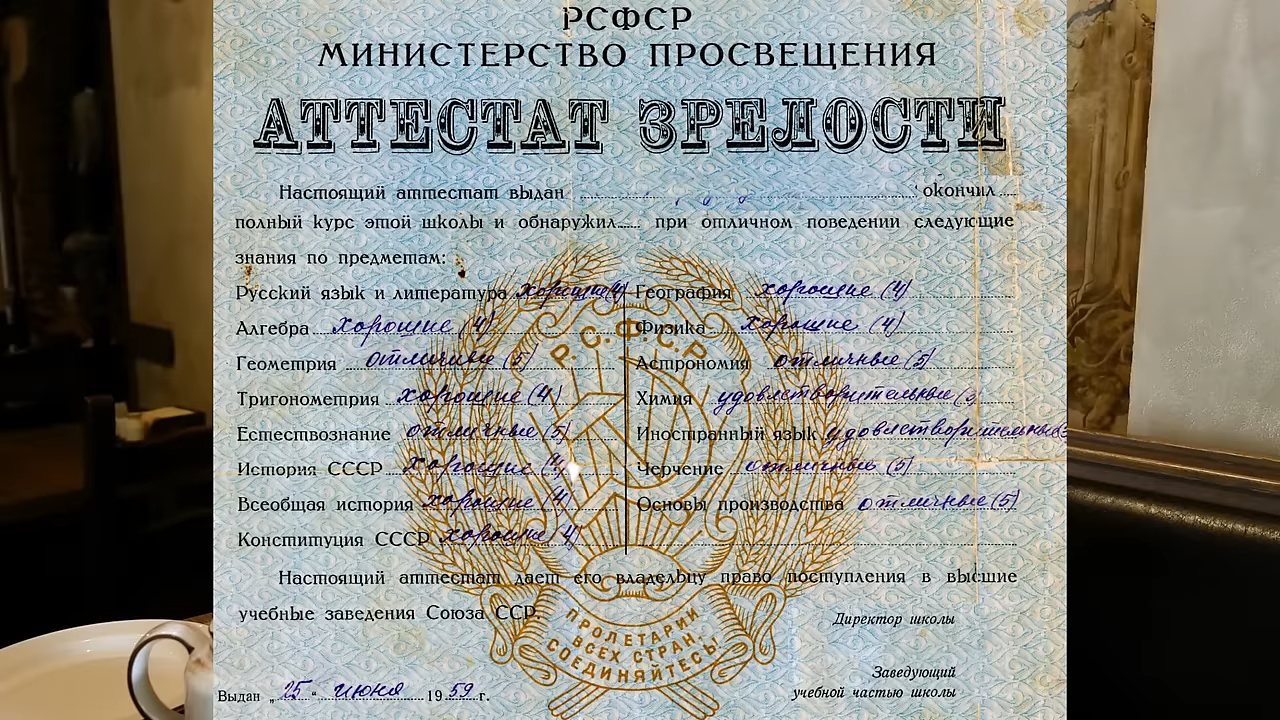 РСФСР
МИНИСТЕРСТВО ПРОСВЕЩЕНИЯ
АТТЕСТАТ ЗРЕЛОСТИ
Настоящий аттестат выдан окончил
полный курс этой школы и обнаружил при отличном поведении следующие
знания по предметам:
Русский язык и литература хорошие (4)
Алгебра хорошие (4)
Геометрия отличные (5)
Тригонометрия хорошие (4)
Естествознание отличные (5)
История СССР хорошие (4)
Всеобщая история хорошие (4)
Конституция СССР хорошие (4)
География хорошие (4)
Физика хорошие (4)
Астрономия отличные (5)
Химия удовлетворительные
Иностранный язык удовлетворительные
Черчение отличные (5)
Основы производства отличные (5)
Р.С.Ф.С.Р
Настоящий аттестат дает его владельцу право поступления в высшие
учебные заведения Союза ССР.
ПРОЛЕТАРИИ
ВСЕХ СТРАН,
СОЕДИНЯЙТЕСЬ!
Директор школы
Заведующий
учебной частью школы
Выдан „25“ июня 1959 г.